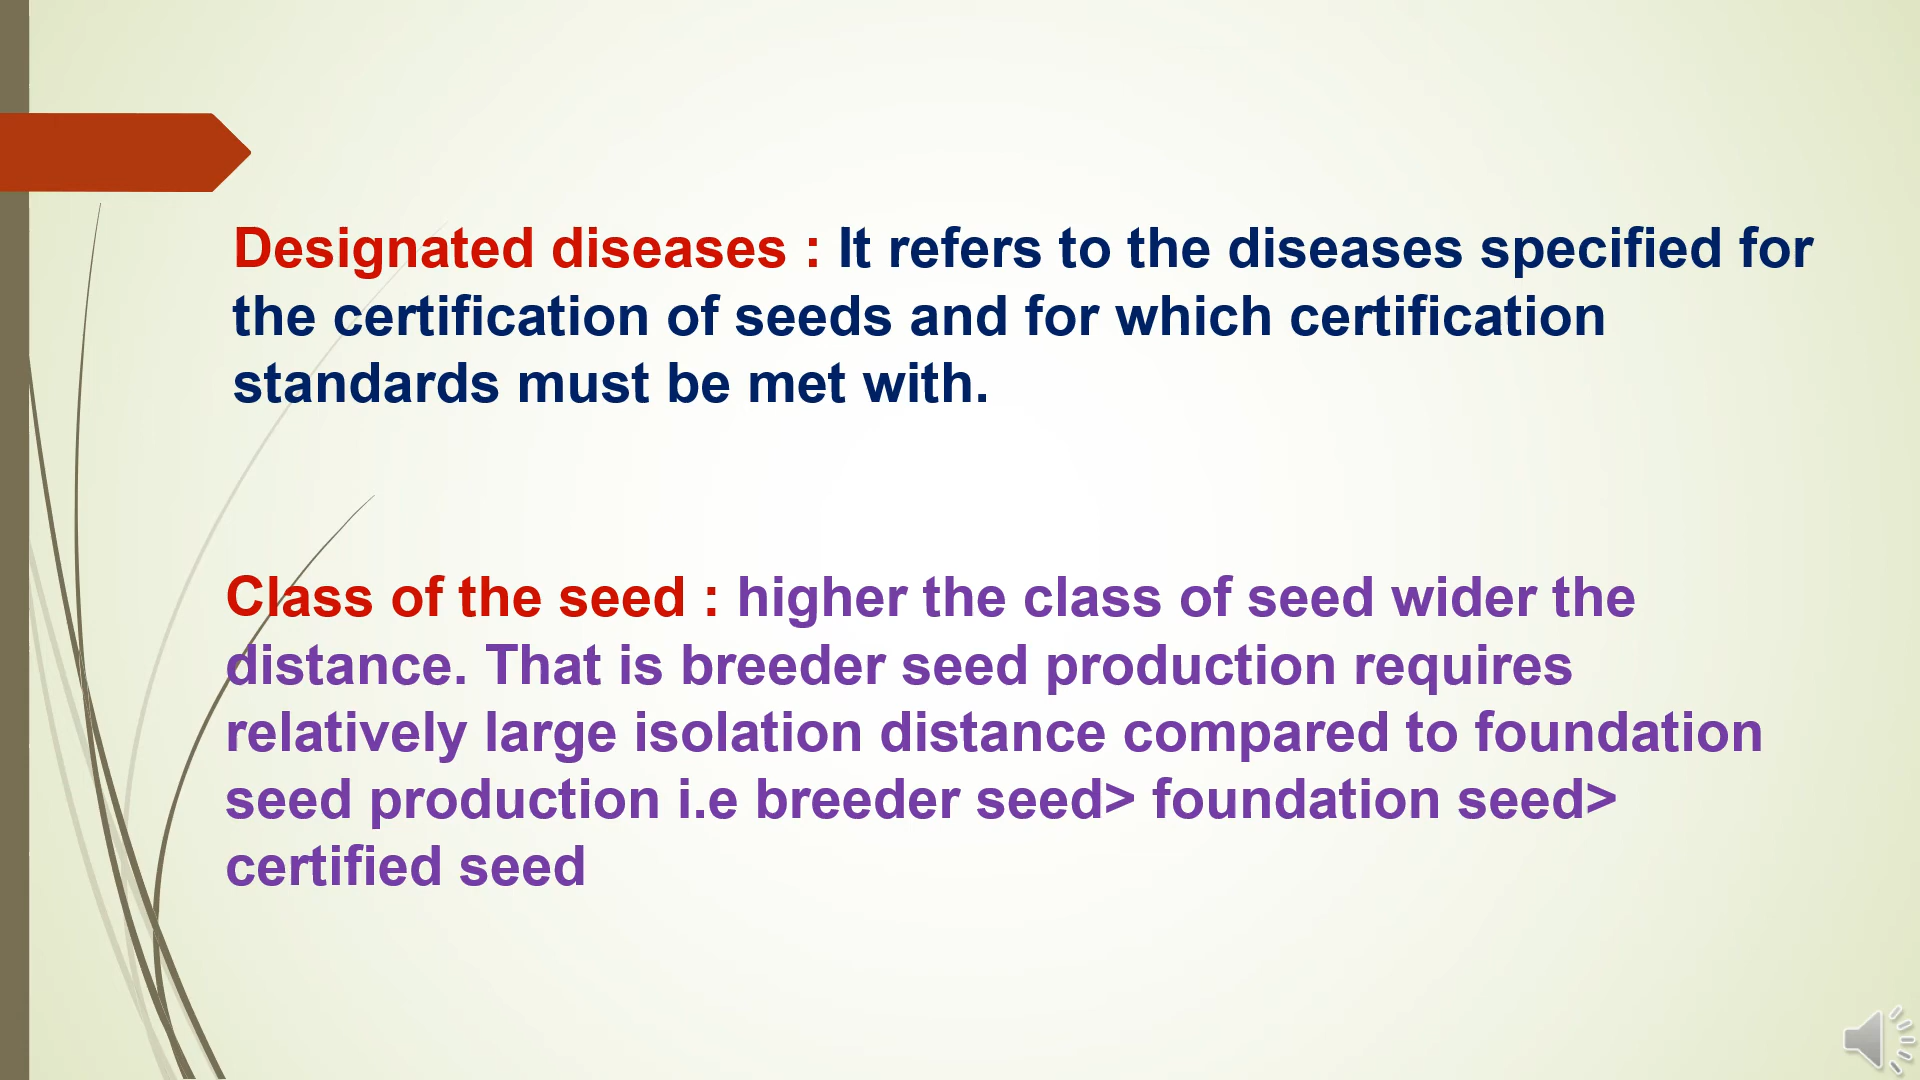 Designated diseases : It refers to the diseases specified for
the certification of seeds and for which certification
standards must be met with.
Class of the seed : higher the class of seed wider the
distance. That is breeder seed production requires
relatively large isolation distance compared to foundation
seed production i.e breeder seed> foundation seed>
certified seed